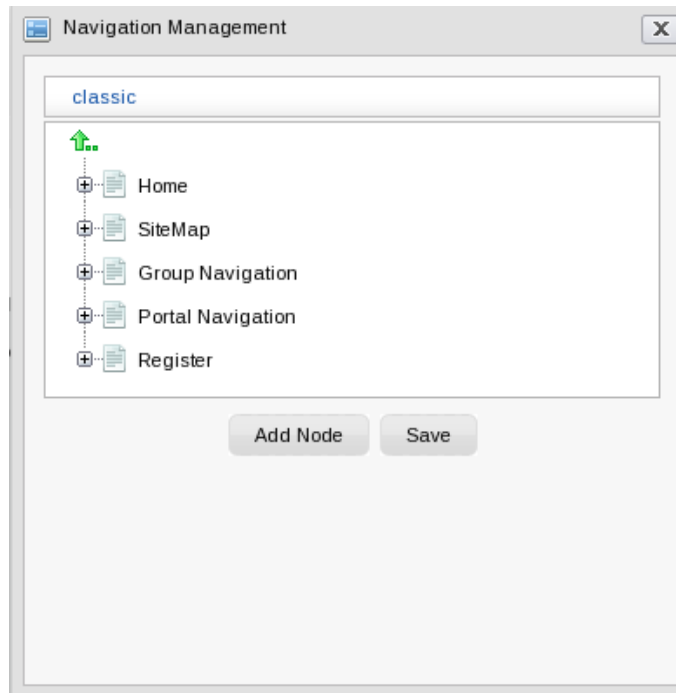 Navigation Management
classic
Home
SiteMap
Group Navigation
Portal Navigation
Register
Add Node Save